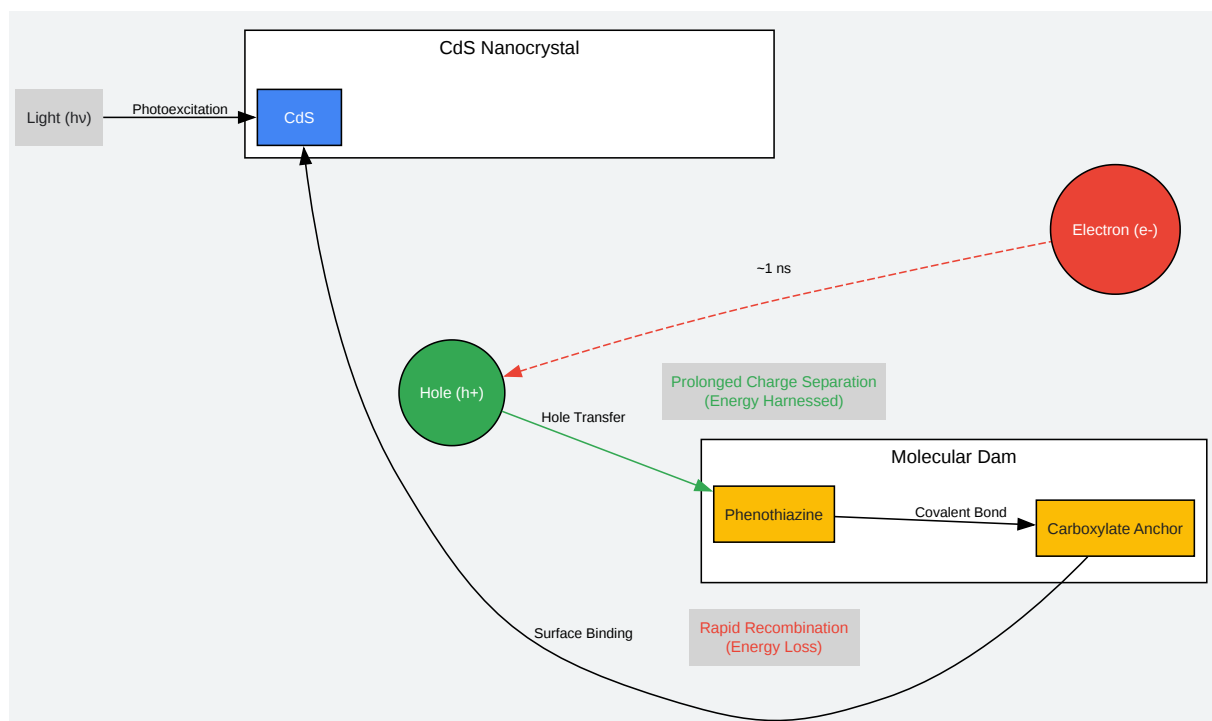 CdS Nanocrystal
Light (hν)
Photoexcitation
CdS
Electron (e-)
~1 ns
Hole (h+)
Prolonged Charge Separation
(Energy Harnessed)
Hole Transfer
Molecular Dam
Phenothiazine
Covalent Bond
Carboxylate Anchor
Surface Binding
Rapid Recombination
(Energy Loss)